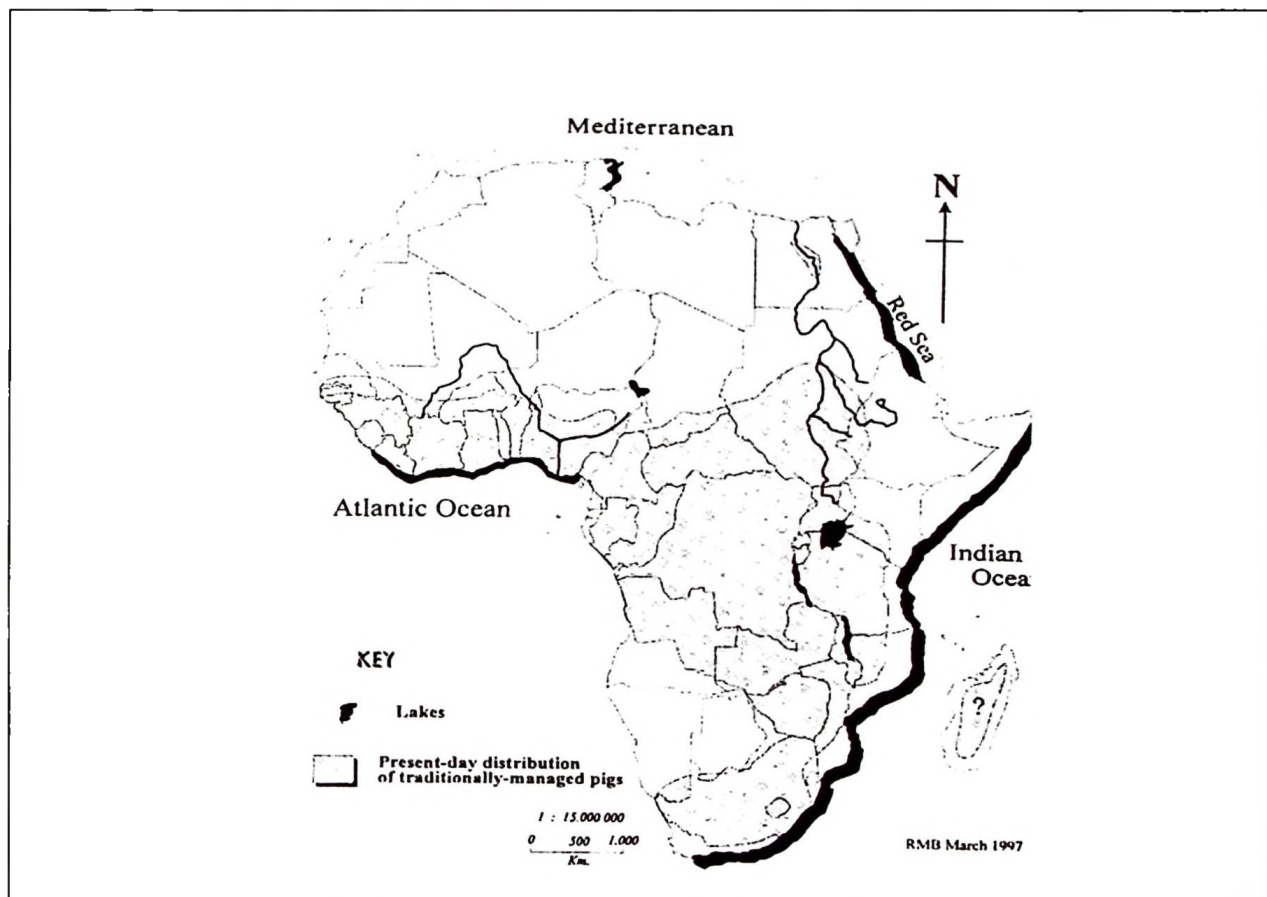 Mediterranean
N
Red Sea
Atlantic Ocean
Indian
Ocea
?
KEY
Lakes
Present-day distribution
of traditionally-managed pigs
1 : 15.000 000
0 500 1.000
Km.
RMB March 1997